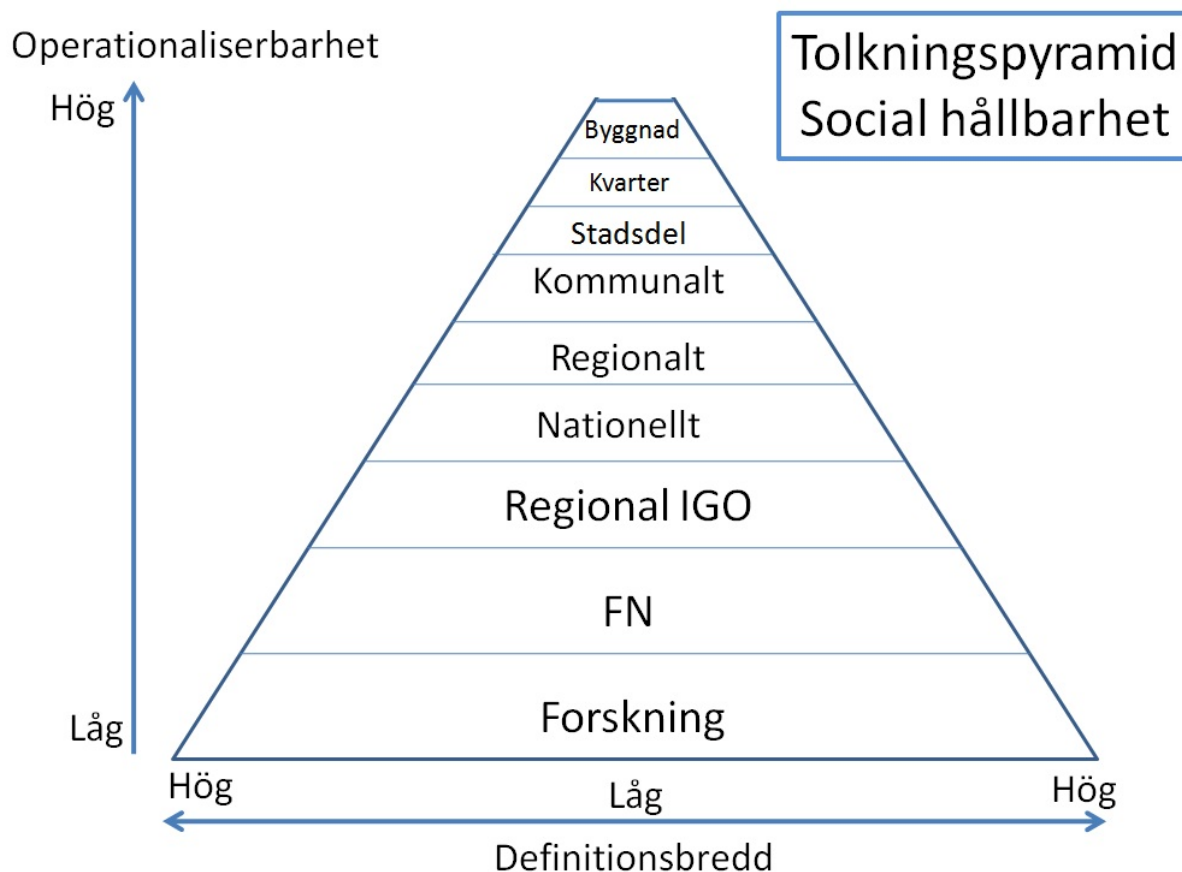 Operationaliserbarhet
Tolkningspyramid
Social hållbarhet
Hög
Byggnad
Kvarter
Stadsdel
Kommunalt
Regionalt
Nationellt
Regional IGO
FN
Forskning
Låg
Hög Låg Hög
Definitionsbredd